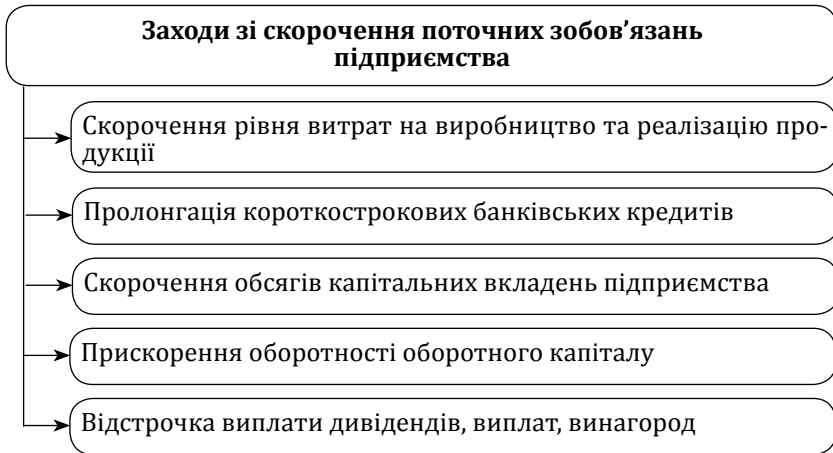 Заходи зі скорочення поточних зобов’язань
підприємства
Скорочення рівня витрат на виробництво та реалізацію про-
дукції
Пролонгація короткострокових банківських кредитів
Скорочення обсягів капітальних вкладень підприємства
Прискорення оборотності оборотного капіталу
Відстрочка виплати дивідендів, виплат, винагород